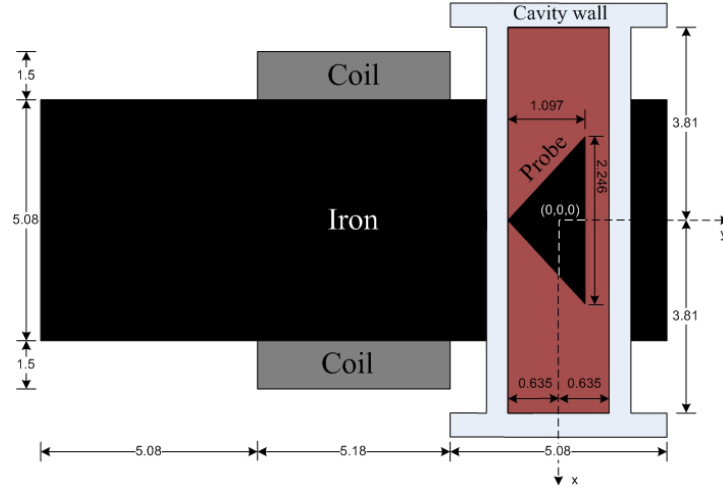 Cavity wall
Coil
1.5
1.097
3.81
Probe
2.246
5.08
Iron
(0,0,0)
y
3.81
Coil
1.5
0.635
0.635
5.08
5.18
5.08
x